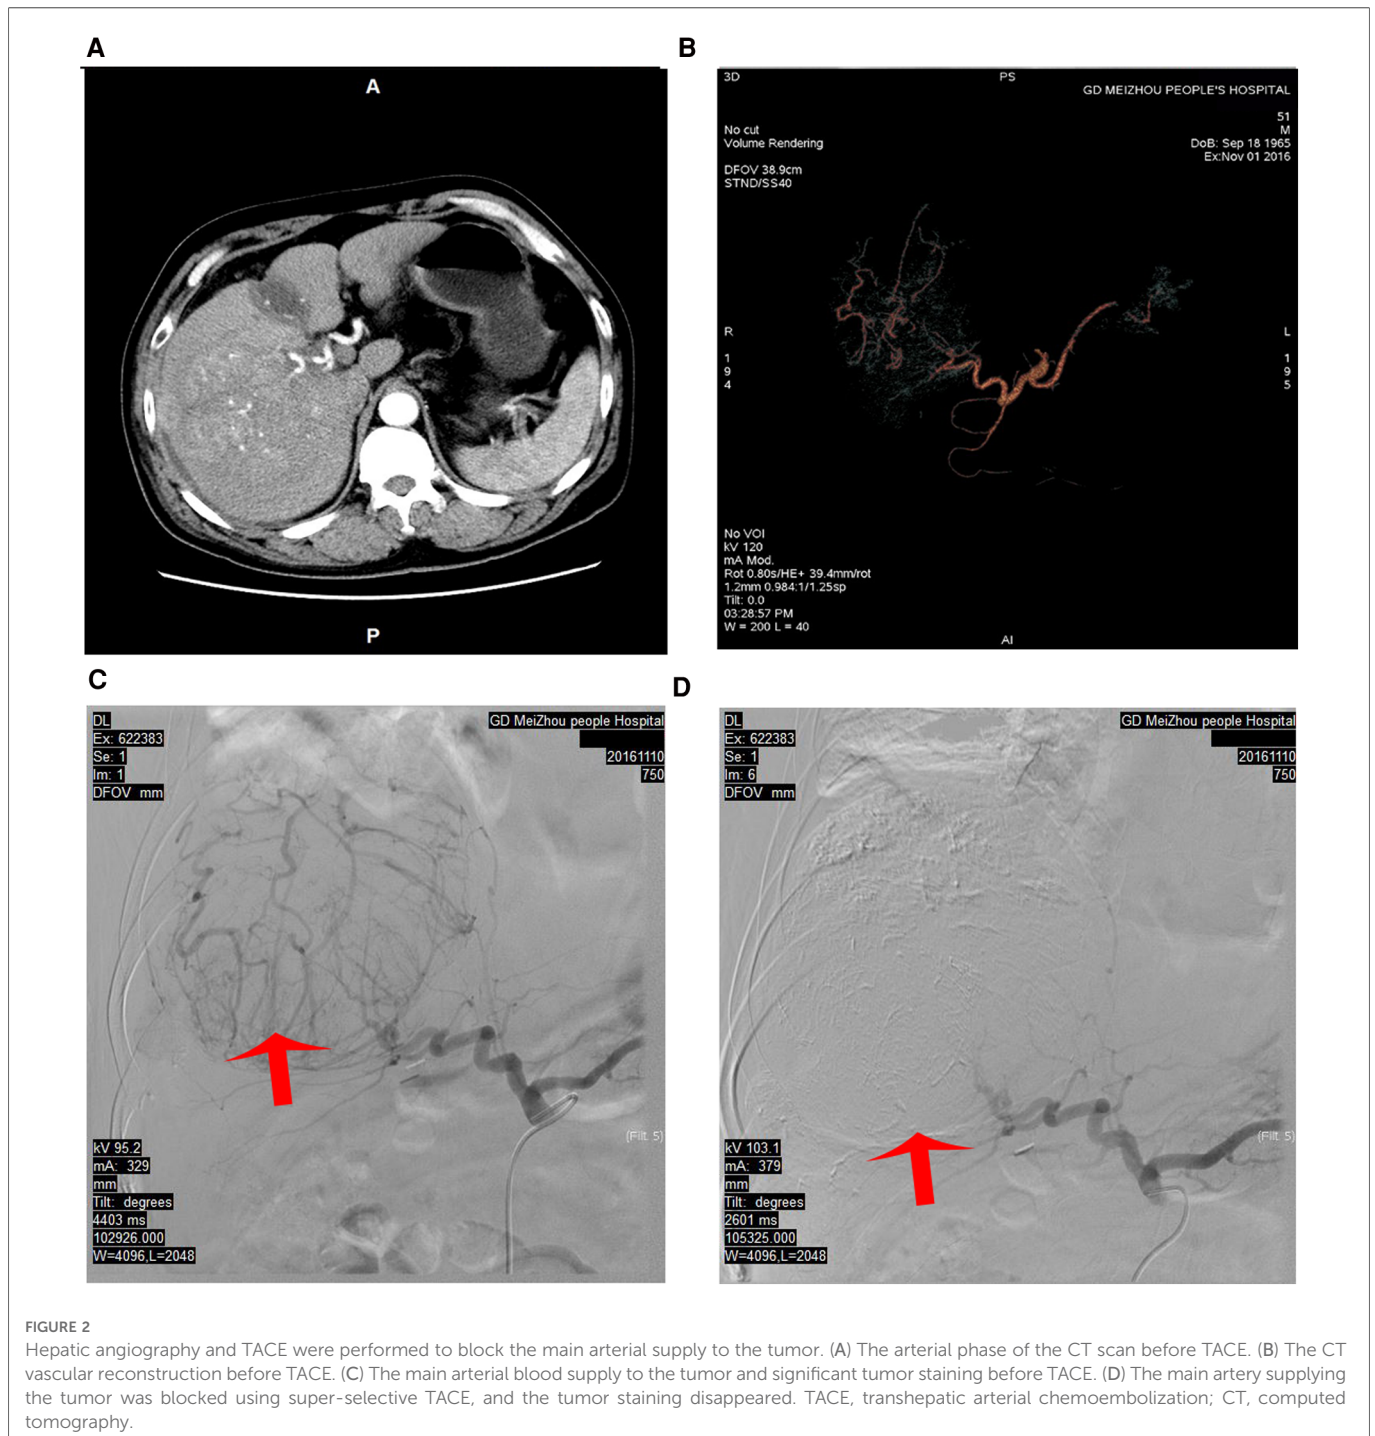 A
A
P
B
3D
PS
GD MEIZHOU PEOPLE'S HOSPITAL
51
M
DoB: Sep 18 1965
Ex:Nov 01 2016
No cut
Volume Rendering
DFOV 38.9cm
STND/SS40
R
1
9
4
L
1
9
5
No VOI
kV 120
mA Mod.
Rot 0.80s/HE+ 39.4mm/rot
1.2mm 0.984:1/1.25sp
Tilt: 0.0
03:28:57 PM
W = 200 L = 40
AI
C
DL
Ex: 622383
Se: 1
Im: 1
DFOV mm
GD MeiZhou people Hospital
20161110
750
(Filt. 5)
kV 95.2
mA: 329
mm
Tilt: degrees
4403 ms
102926.000
W=4096,L=2048
D
DL
Ex: 622383
Se: 1
Im: 6
DFOV mm
GD MeiZhou people Hospital
20161110
750
(Filt. 5)
kV 103.1
mA: 379
mm
Tilt: degrees
2601 ms
105325.000
W=4096,L=2048
FIGURE 2
Hepatic angiography and TACE were performed to block the main arterial supply to the tumor. (A) The arterial phase of the CT scan before TACE. (B) The CT
vascular reconstruction before TACE. (C) The main arterial blood supply to the tumor and significant tumor staining before TACE. (D) The main artery supplying
the tumor was blocked using super-selective TACE, and the tumor staining disappeared. TACE, transhepatic arterial chemoembolization; CT, computed
tomography.